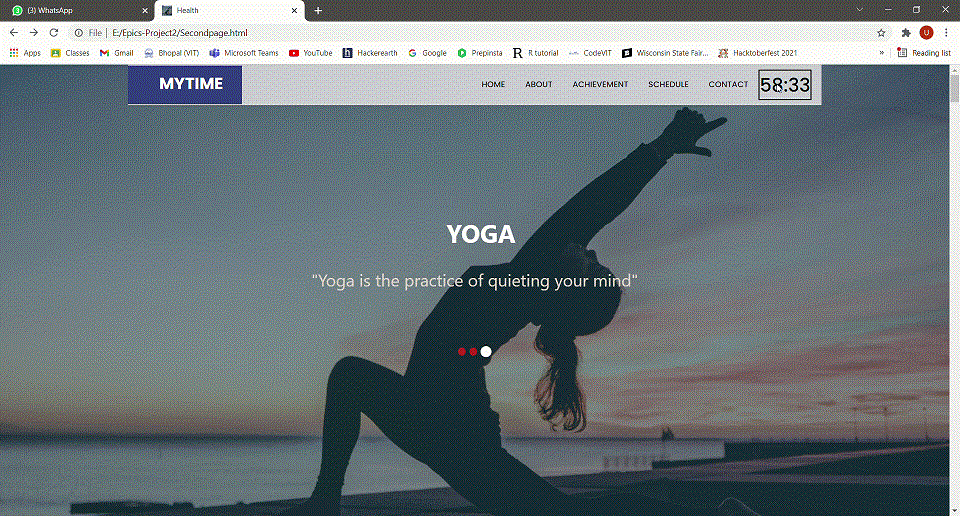 (3) WhatsApp
Health
File | E:/Epics-Project2/Secondpage.html
U
Apps Classes Gmail Bhopal (VIT) Microsoft Teams YouTube Hackerearth Google Prepinsta R tutorial CodeVIT Wisconsin State Fair... Hacktoberfest 2021 » Reading list
MYTIME HOME ABOUT ACHIEVEMENT SCHEDULE CONTACT 58:33
YOGA
"Yoga is the practice of quieting your mind"